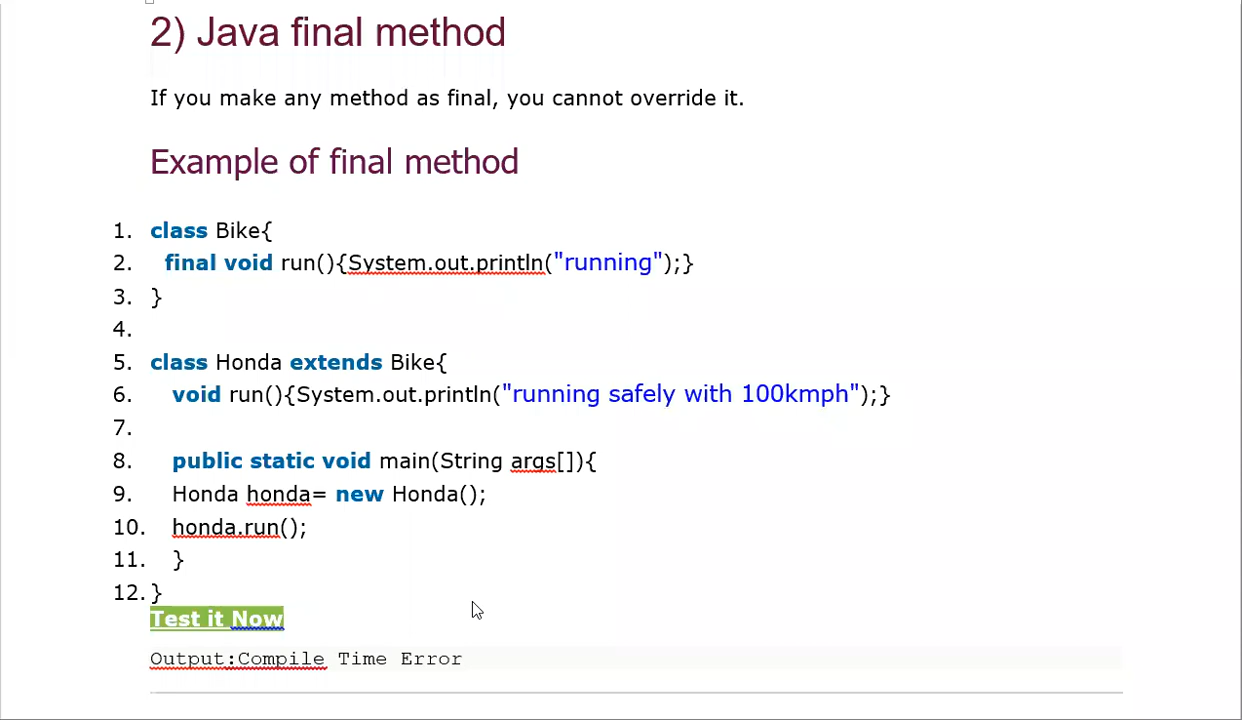 2) Java final method
If you make any method as final, you cannot override it.
Example of final method
1. class Bike{
2. final void run(){System.out.println("running");}
3. }
4.
5. class Honda extends Bike{
6. void run(){System.out.println("running safely with 100kmph");}
7.
8. public static void main(String args[]){
9. Honda honda= new Honda();
10. honda.run();
11. }
12. }
Test it Now
Output:Compile Time Error